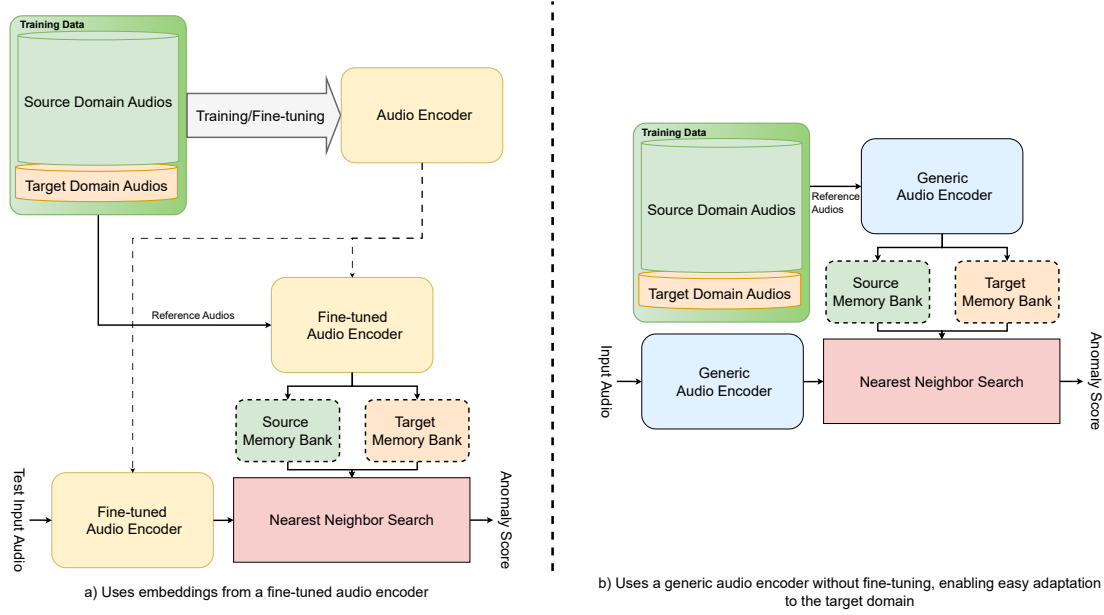 Training Data
Source Domain Audios
Target Domain Audios
Training/Fine-tuning
Audio Encoder
Reference Audios
Fine-tuned
Audio Encoder
Source
Memory Bank
Target
Memory Bank
Test Input Audio
Fine-tuned
Audio Encoder
Nearest Neighbor Search
Anomaly Score
a) Uses embeddings from a fine-tuned audio encoder
Training Data
Source Domain Audios
Target Domain Audios
Reference
Audios
Generic
Audio Encoder
Source
Memory Bank
Target
Memory Bank
Input Audio
Generic
Audio Encoder
Nearest Neighbor Search
Anomaly Score
b) Uses a generic audio encoder without fine-tuning, enabling easy adaptation
to the target domain